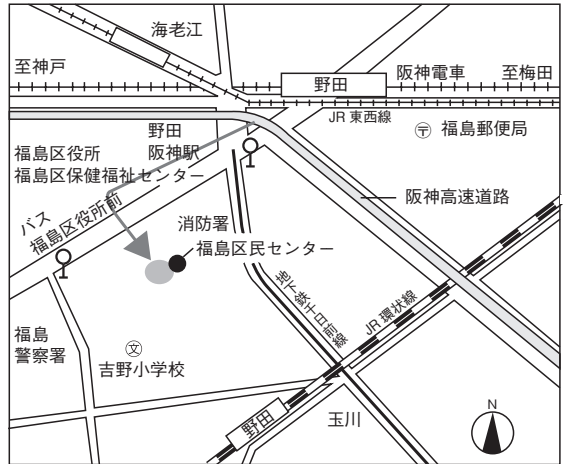 海老江
至神戸
野田
阪神電車
至梅田
JR 東西線
野田
阪神駅
〒 福島郵便局
福島区役所
福島区保健福祉センター
阪神高速道路
バス
福島区役所前
消防署
福島区民センター
地下鉄千日前線
JR 環状線
福島
警察署
文
吉野小学校
野田
玉川
N